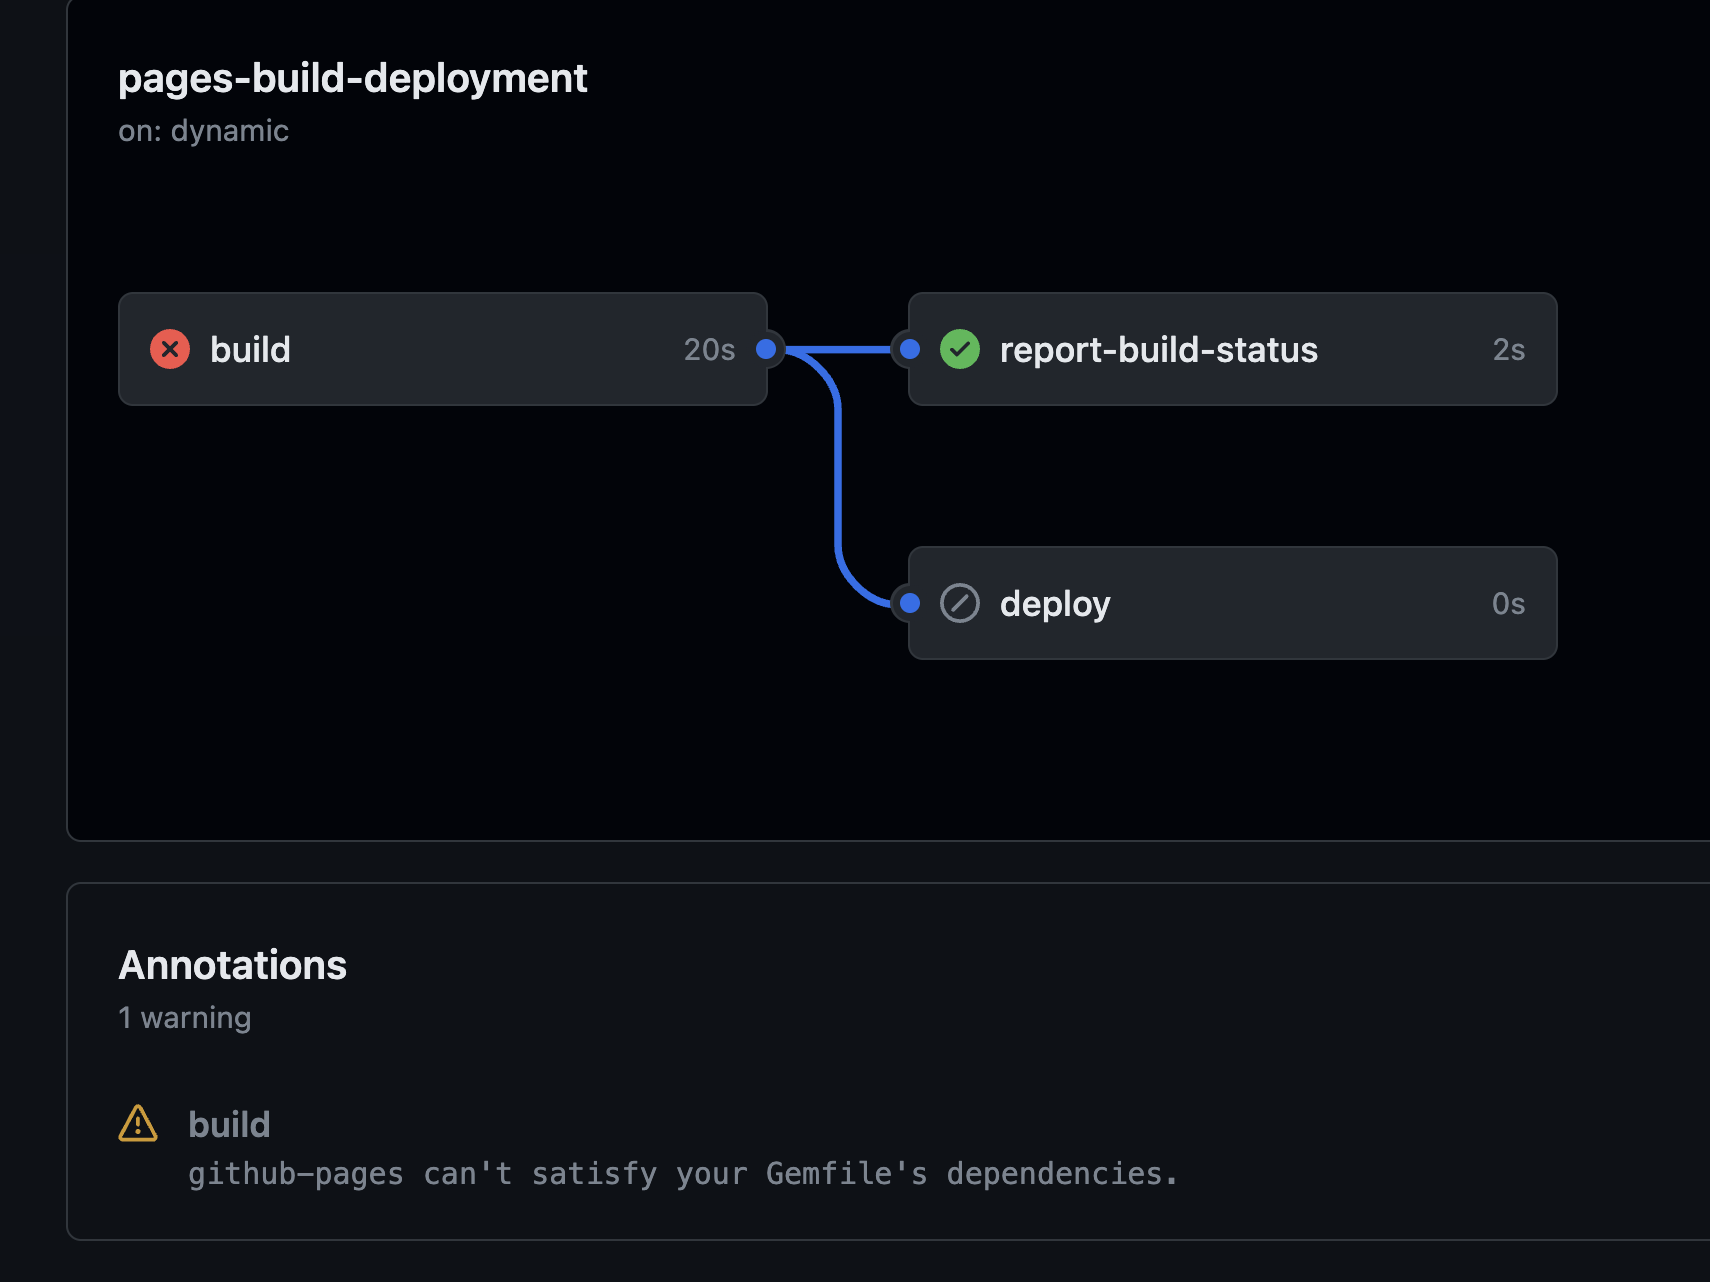 pages-build-deployment
on: dynamic
build 20s
report-build-status 2s
deploy 0s
Annotations
1 warning
build
github-pages can't satisfy your Gemfile's dependencies.